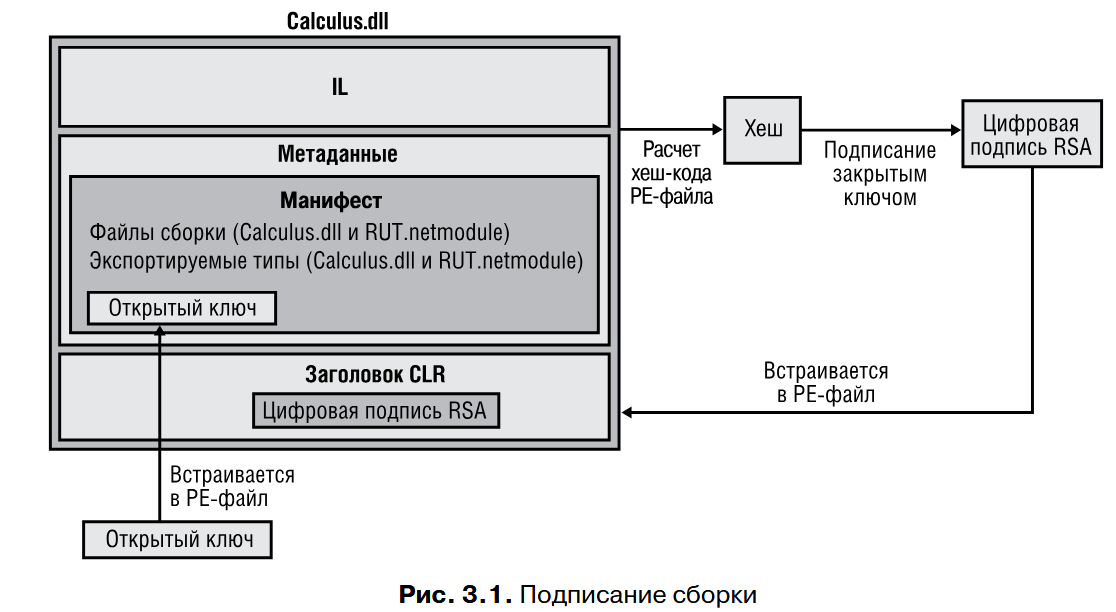 Calculus.dll
IL
Метаданные
Манифест
Файлы сборки (Calculus.dll и RUT.netmodule)
Экспортируемые типы (Calculus.dll и RUT.netmodule)
Открытый ключ
Заголовок CLR
Цифровая подпись RSA
Встраивается
в PE-файл
Открытый ключ
Расчет
хеш-кода
PE-файла
Хеш
Подписание
закрытым
ключом
Цифровая
подпись RSA
Встраивается
в PE-файл
Рис. 3.1. Подписание сборки